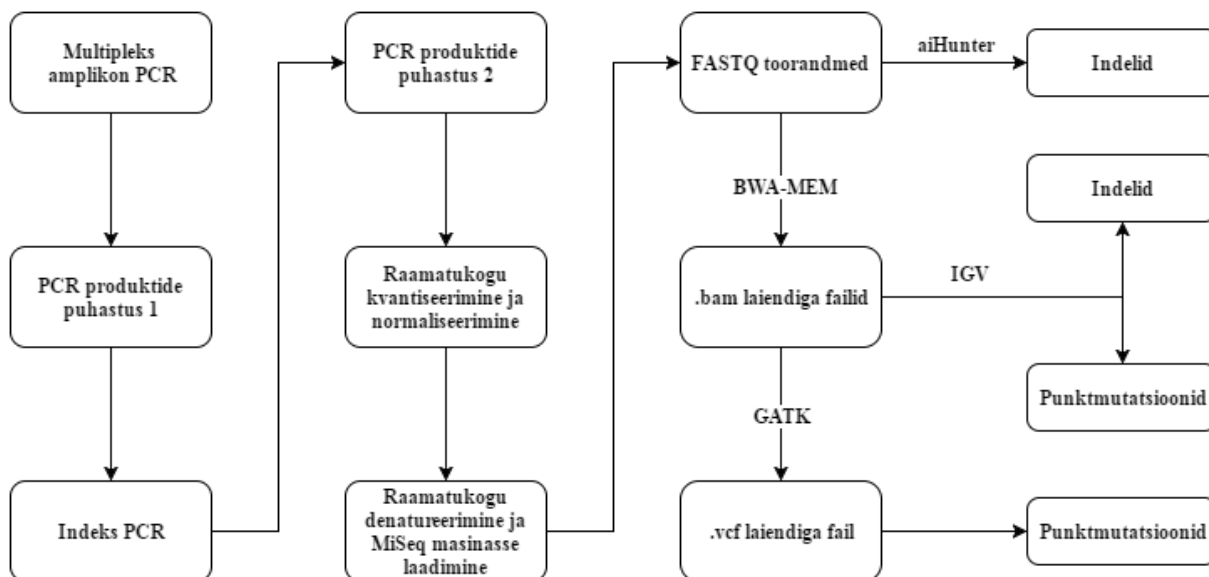 Multipleks
amplikon PCR
PCR produktide
puhastus 1
Indeks PCR
PCR produktide
puhastus 2
Raamatukogu
kvantiseerimine ja
normaliseerimine
Raamatukogu
denatureerimine ja
MiSeq masinasse
laadimine
FASTQ toorandmed
aiHunter
Indelid
BWA-MEM
.bam laiendiga failid
IGV
Indelid
Punktmutatsioonid
GATK
.vcf laiendiga fail
Punktmutatsioonid